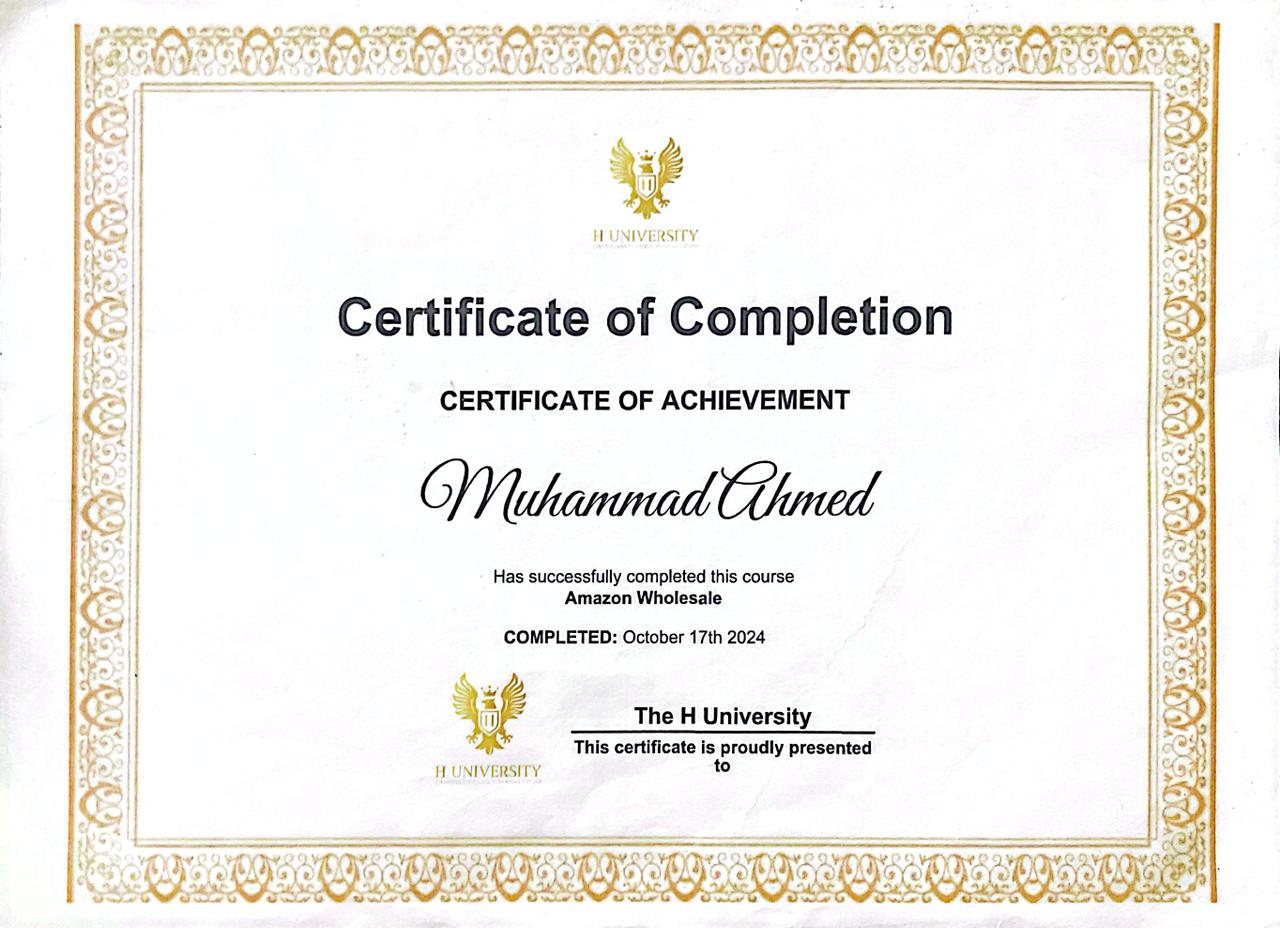 H UNIVERSITY
Certificate of Completion
CERTIFICATE OF ACHIEVEMENT
Muhammad Ahmed
Has successfully completed this course
Amazon Wholesale
COMPLETED: October 17th 2024
H UNIVERSITY
The H University
This certificate is proudly presented
to